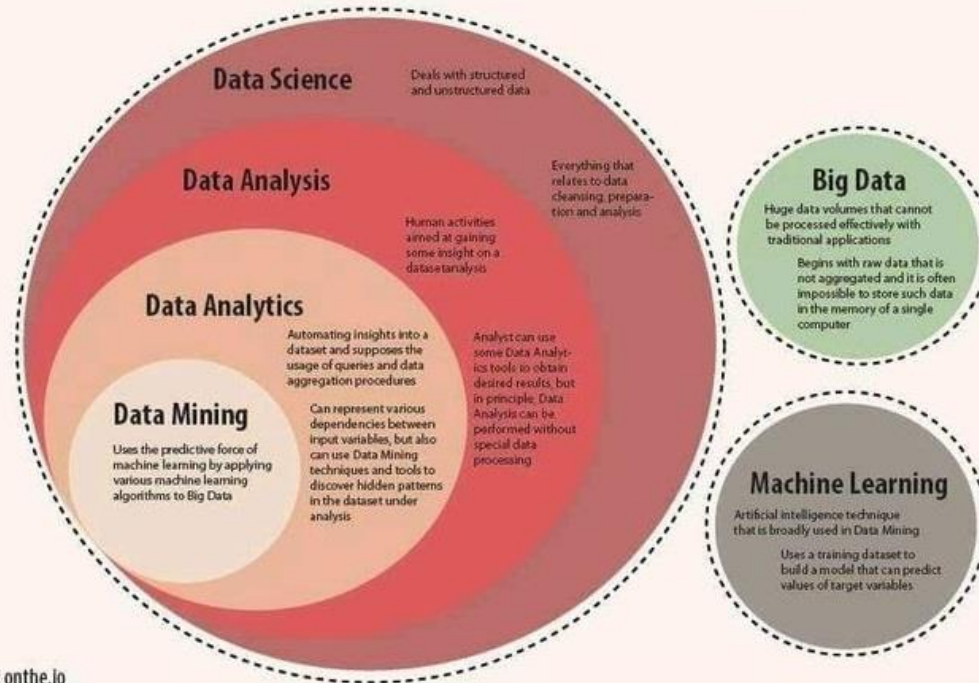 Data Science
Deals with structured
and unstructured data
Everything that
relates to data
cleansing, prepara-
tion and analysis
Data Analysis
Human activities
aimed at gaining
some insight on a
datasetanalysis
Analyst can use
some Data Analyt-
ics tools to obtain
desired results, but
in principle, Data
Analysis can be
performed without
special data
processing
Data Analytics
Automating insights into a
dataset and supposes the
usage of queries and data
aggregation procedures
Can represent various
dependencies between
input variables, but also
can use Data Mining
techniques and tools to
discover hidden patterns
in the dataset under
analysis
Data Mining
Uses the predictive force of
machine learning by applying
various machine learning
algorithms to Big Data
Big Data
Huge data volumes that cannot
be processed effectively with
traditional applications
Begins with raw data that is
not aggregated and it is often
impossible to store such data
in the memory of a single
computer
Machine Learning
Artificial intelligence technique
that is broadly used in Data Mining
Uses a training dataset to
build a model that can predict
values of target variables
onthe.io